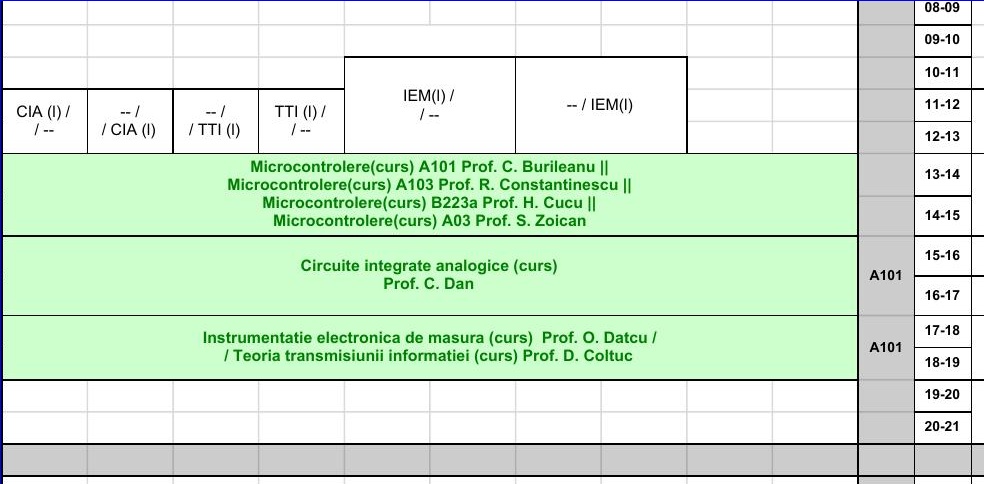 08-09
09-10
10-11
IEM(l) /
/ --
-- / IEM(l)
CIA (l) /
/ --
-- /
/ CIA (l)
-- /
/ TTI (l)
TTI (l) /
/ --
11-12
12-13
Microcontrolere(curs) A101 Prof. C. Burileanu ||
Microcontrolere(curs) A103 Prof. R. Constantinescu ||
Microcontrolere(curs) B223a Prof. H. Cucu ||
Microcontrolere(curs) A03 Prof. S. Zoican
13-14
14-15
Circuite integrate analogice (curs)
Prof. C. Dan
A101
15-16
16-17
Instrumentatie electronica de masura (curs) Prof. O. Datcu /
/ Teoria transmisiunii informatiei (curs) Prof. D. Coltuc
A101
17-18
18-19
19-20
20-21